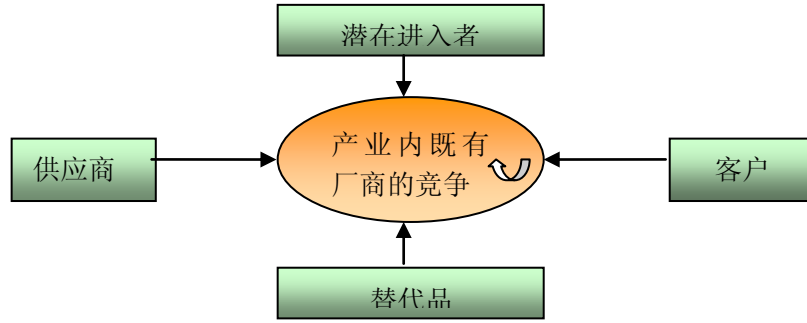 潜在进入者
供应商
产业内既有
厂商的竞争
客户
替代品